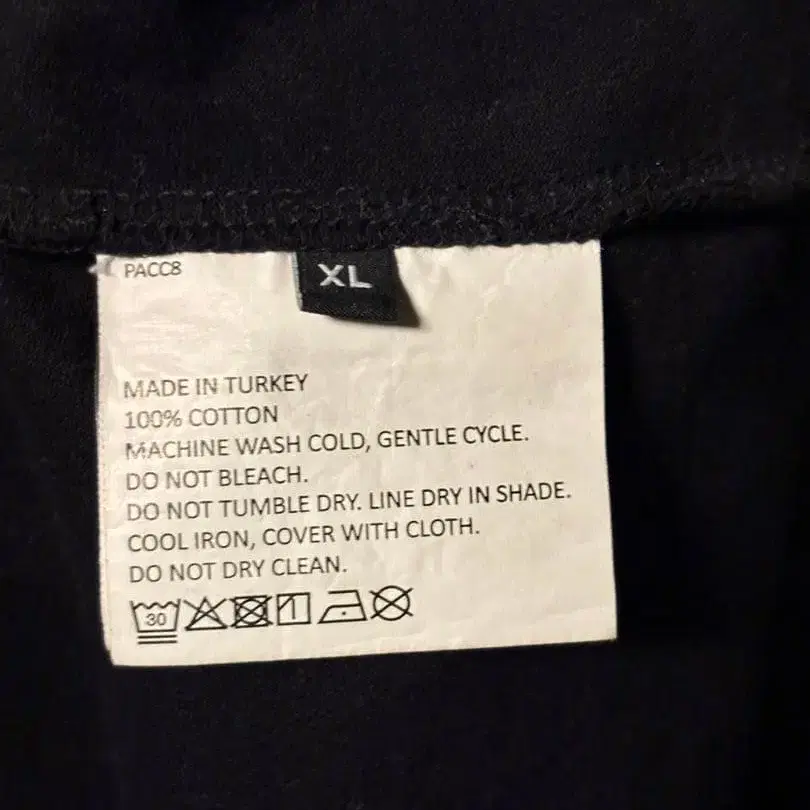 PACC8
XL
MADE IN TURKEY
100% COTTON
MACHINE WASH COLD, GENTLE CYCLE.
DO NOT BLEACH.
DO NOT TUMBLE DRY. LINE DRY IN SHADE.
COOL IRON, COVER WITH CLOTH.
DO NOT DRY CLEAN.
30